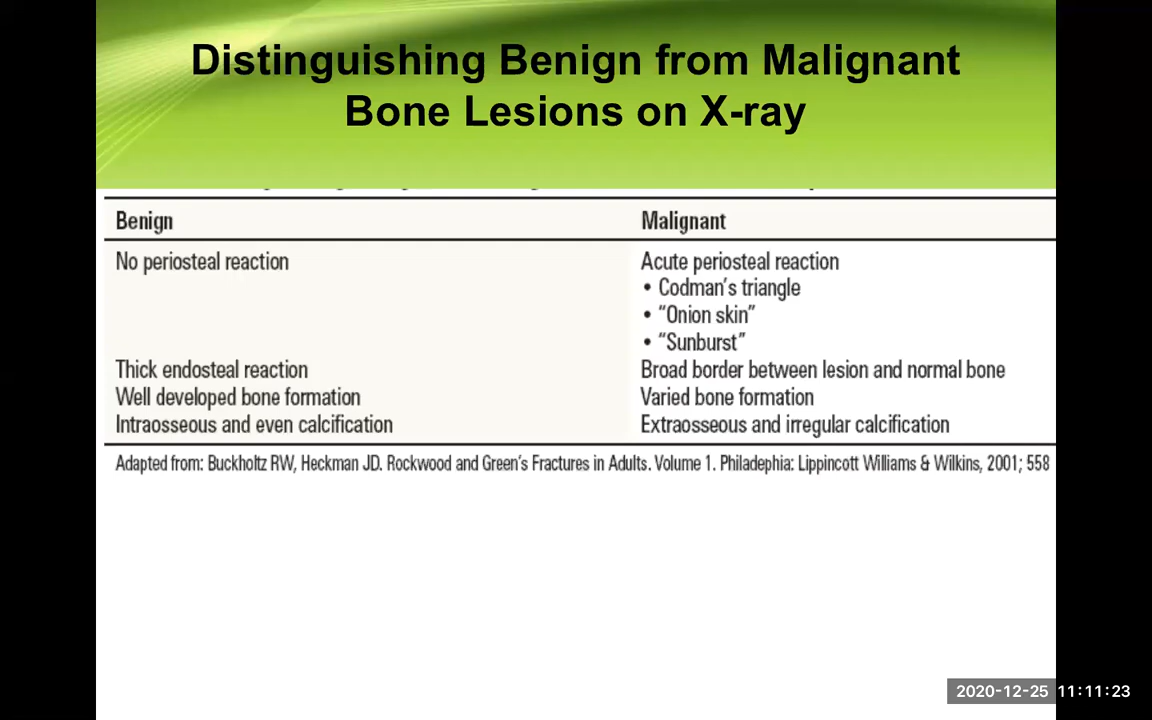 Distinguishing Benign from Malignant
Bone Lesions on X-ray
Benign Malignant
No periosteal reaction Acute periosteal reaction
• Codman's triangle
• “Onion skin”
• “Sunburst”
Thick endosteal reaction Broad border between lesion and normal bone
Well developed bone formation Varied bone formation
Intraosseous and even calcification Extraosseous and irregular calcification
Adapted from: Buckholtz RW, Heckman JD. Rockwood and Green's Fractures in Adults. Volume 1. Philadephia: Lippincott Williams & Wilkins, 2001; 558
2020-12-25 11:11:23